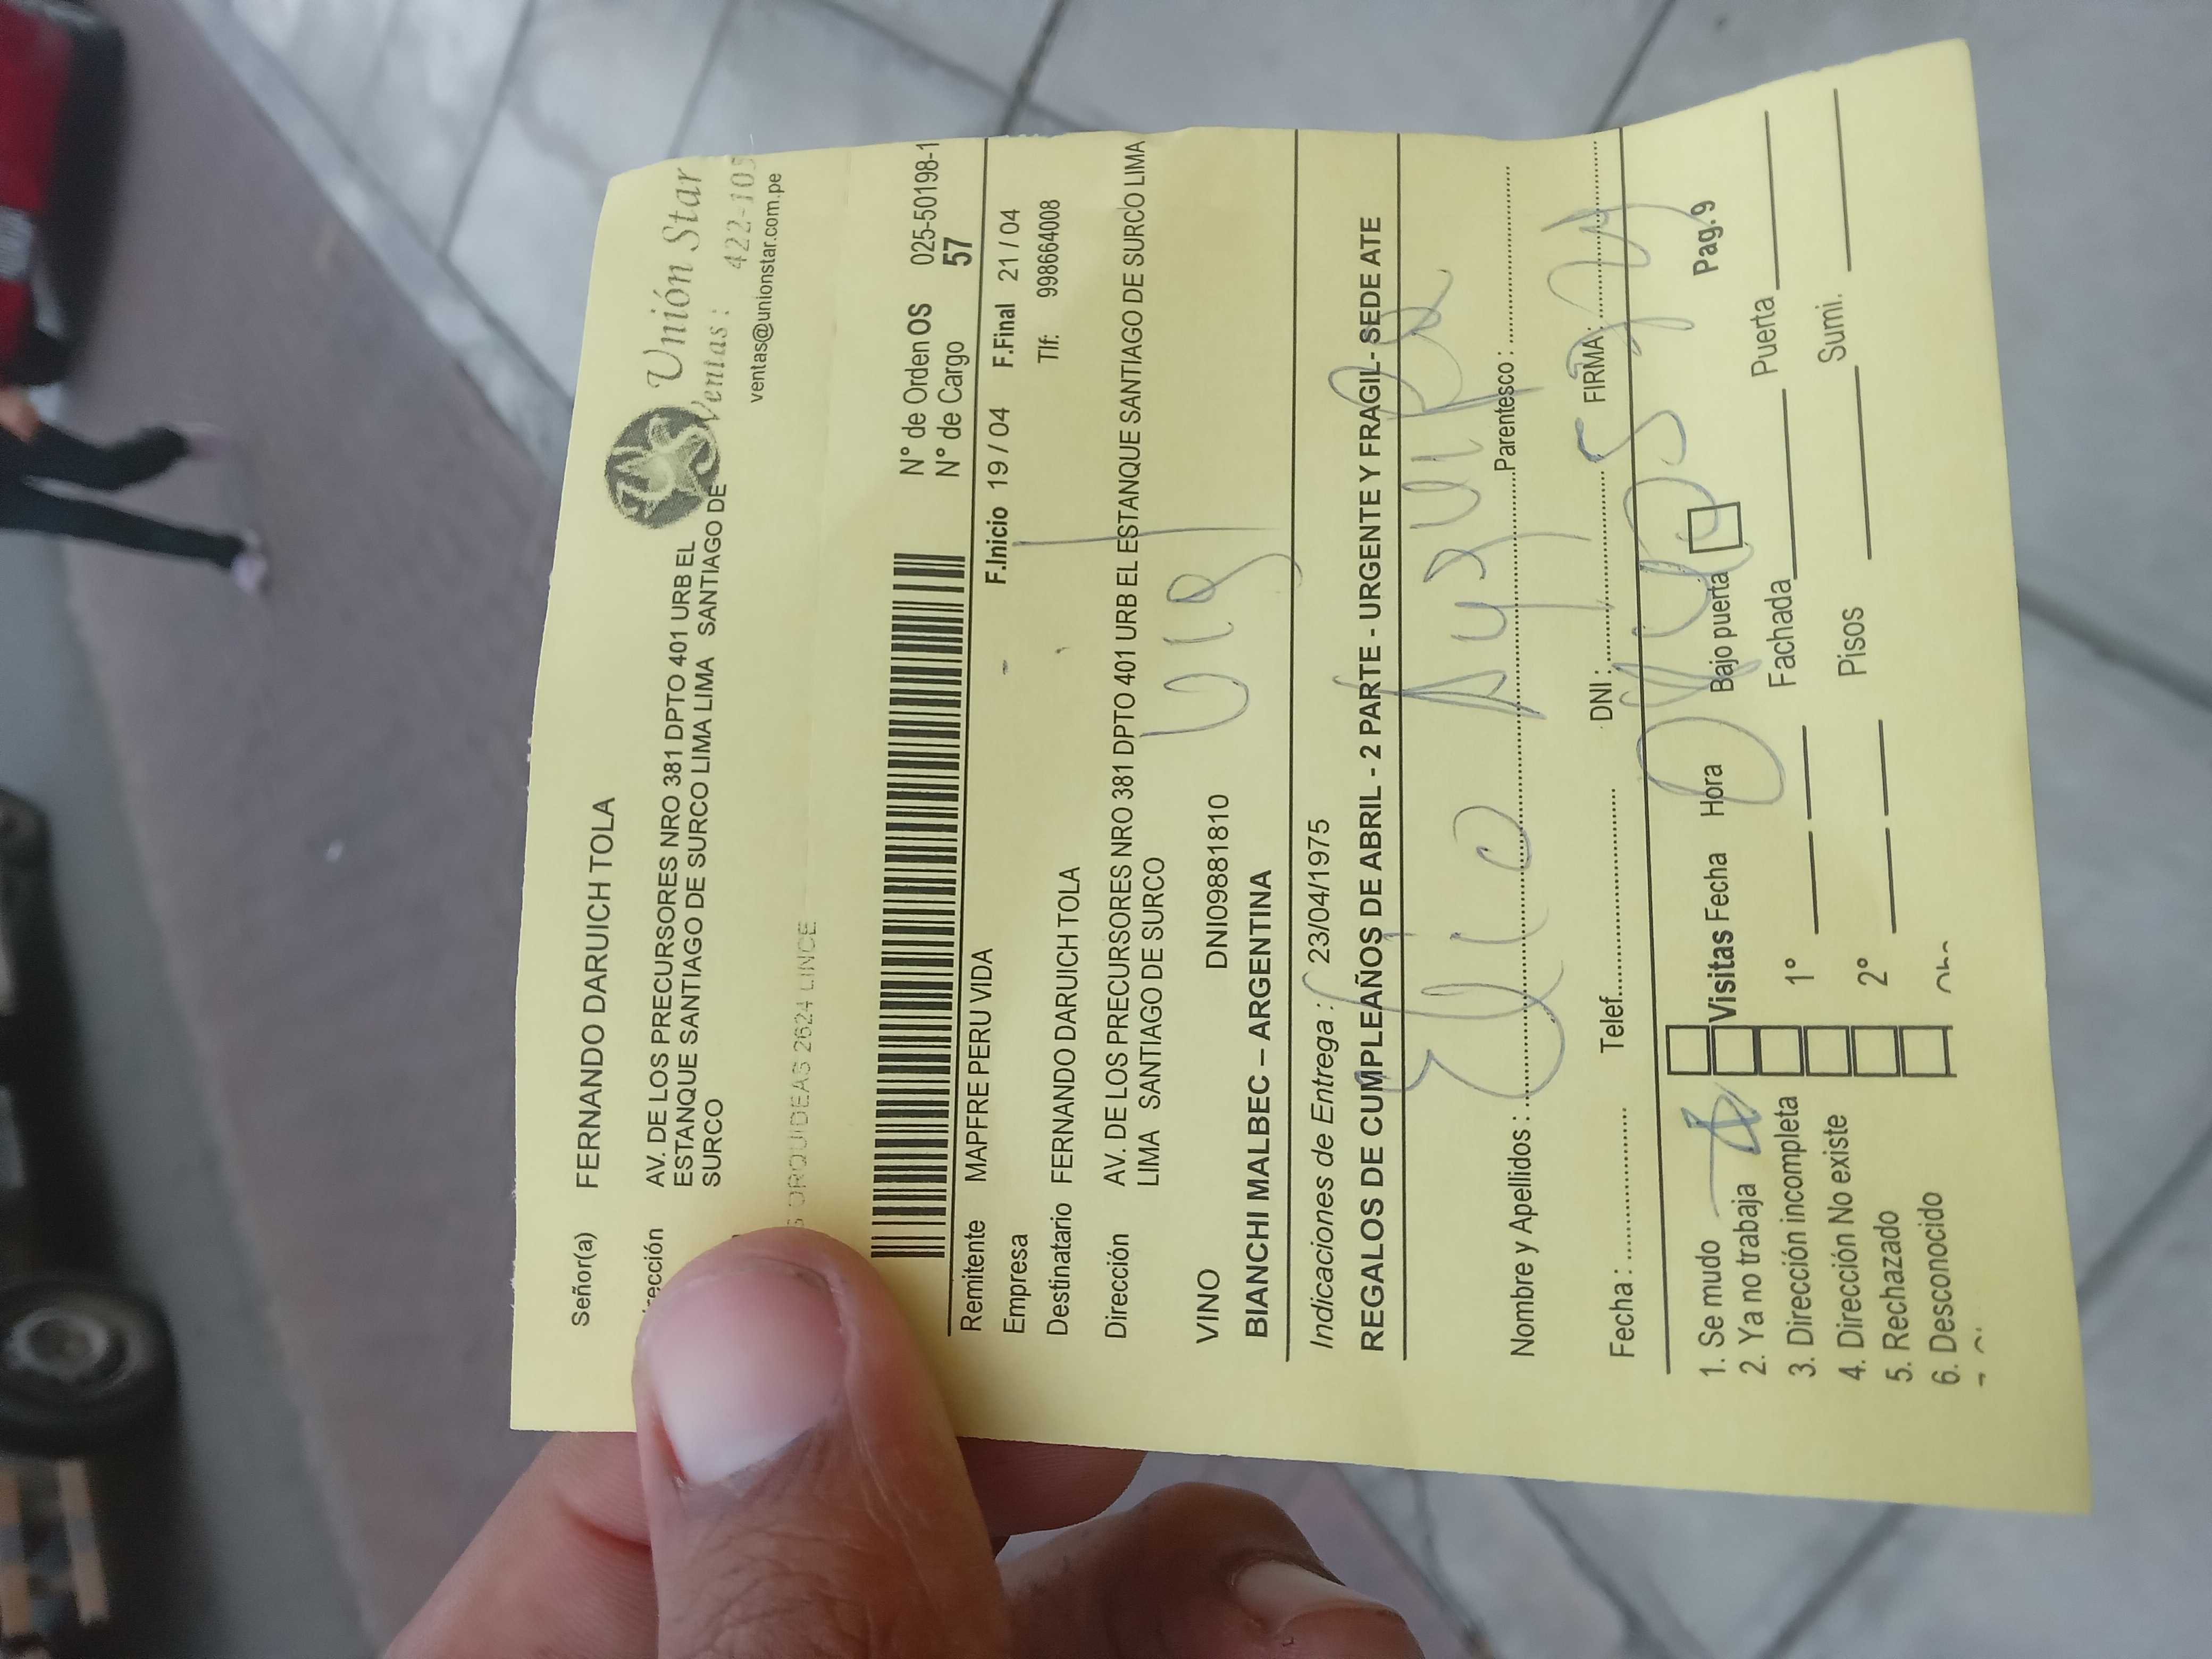 Señor(a) FERNANDO DARUICH TOLA
Unión Star
Ventas : 422-105
ventas@unionstar.com.pe
rección AV. DE LOS PRECURSORES NRO 381 DPTO 401 URB EL
ESTANQUE SANTIAGO DE SURCO LIMA LIMA SANTIAGO DE
SURCO
ORQUIDEAS 2624 LINCE
N° de Orden OS 025-50198-1
N° de Cargo 57
Remitente MAPFRE PERU VIDA
F.Inicio 19 / 04 F.Final 21 / 04
Empresa
Tlf: 998664008
Destinatario FERNANDO DARUICH TOLA
Dirección AV. DE LOS PRECURSORES NRO 381 DPTO 401 URB EL ESTANQUE SANTIAGO DE SURCO LIMA
LIMA SANTIAGO DE SURCO
VINO DNI09881810
BIANCHI MALBEC – ARGENTINA
Indicaciones de Entrega : 23/04/1975
REGALOS DE CUMPLEAÑOS DE ABRIL - 2 PARTE - URGENTE Y FRAGIL- SEDE ATE
Nombre y Apellidos : Parentesco :
Fecha : Telef. DNI : FIRMA:
1. Se mudo
2. Ya no trabaja
3. Dirección incompleta
4. Dirección No existe
5. Rechazado
6. Desconocido
Visitas Fecha Hora Bajo puerta Pag. 9
1°
2°
Fachada Puerta
Pisos Sumi.